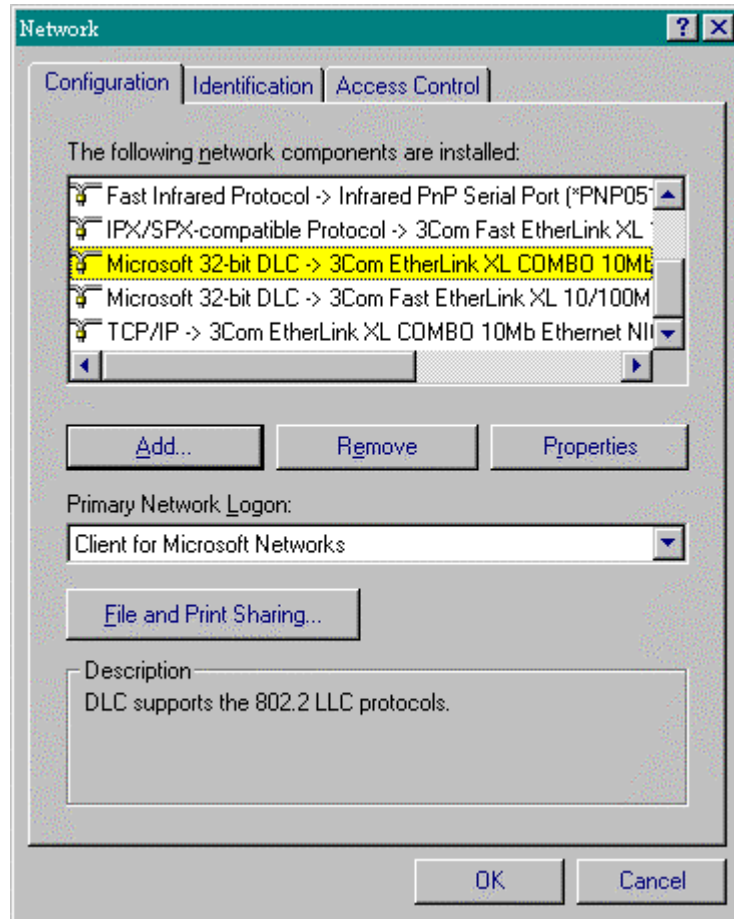 Network
Configuration Identification Access Control
The following network components are installed:
Fast Infrared Protocol -> Infrared PnP Serial Port (*PNP05
IPX/SPX-compatible Protocol -> 3Com Fast EtherLink XL
Microsoft 32-bit DLC -> 3Com EtherLink XL COMBO 10Mb
Microsoft 32-bit DLC -> 3Com Fast EtherLink XL 10/100M
TCP/IP -> 3Com EtherLink XL COMBO 10Mb Ethernet NI
Add... Remove Properties
Primary Network Logon:
Client for Microsoft Networks
File and Print Sharing...
Description
DLC supports the 802.2 LLC protocols.
OK Cancel